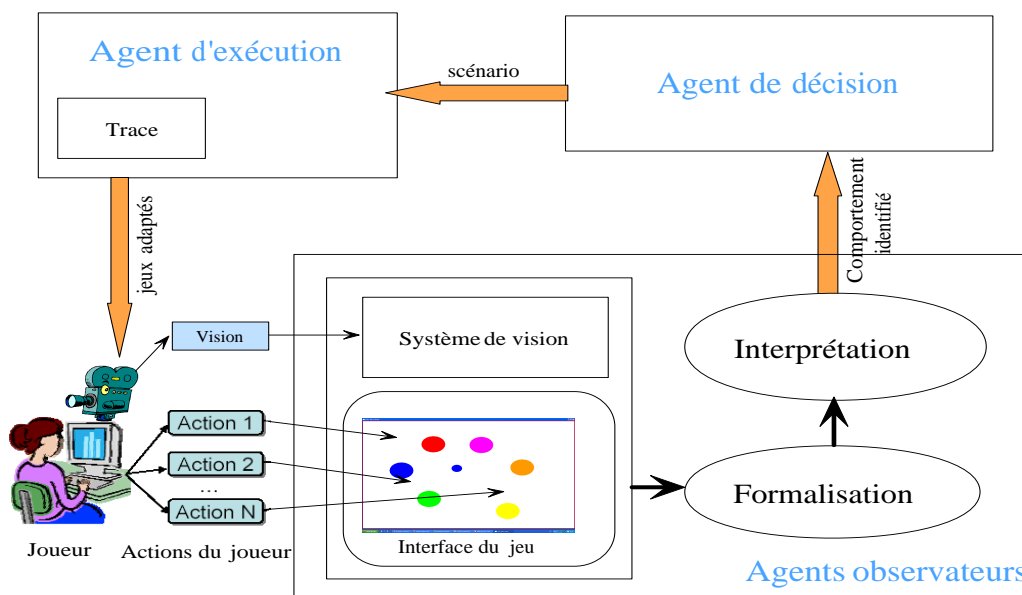 Agent d'exécution
Trace
scénario
Agent de décision
jeux adaptés
Comportement
identifié
Vision
Système de vision
Interprétation
Action 1
Action 2
...
Action N
Formalisation
Interface du jeu
Joueur
Actions du joueur
Agents observateurs